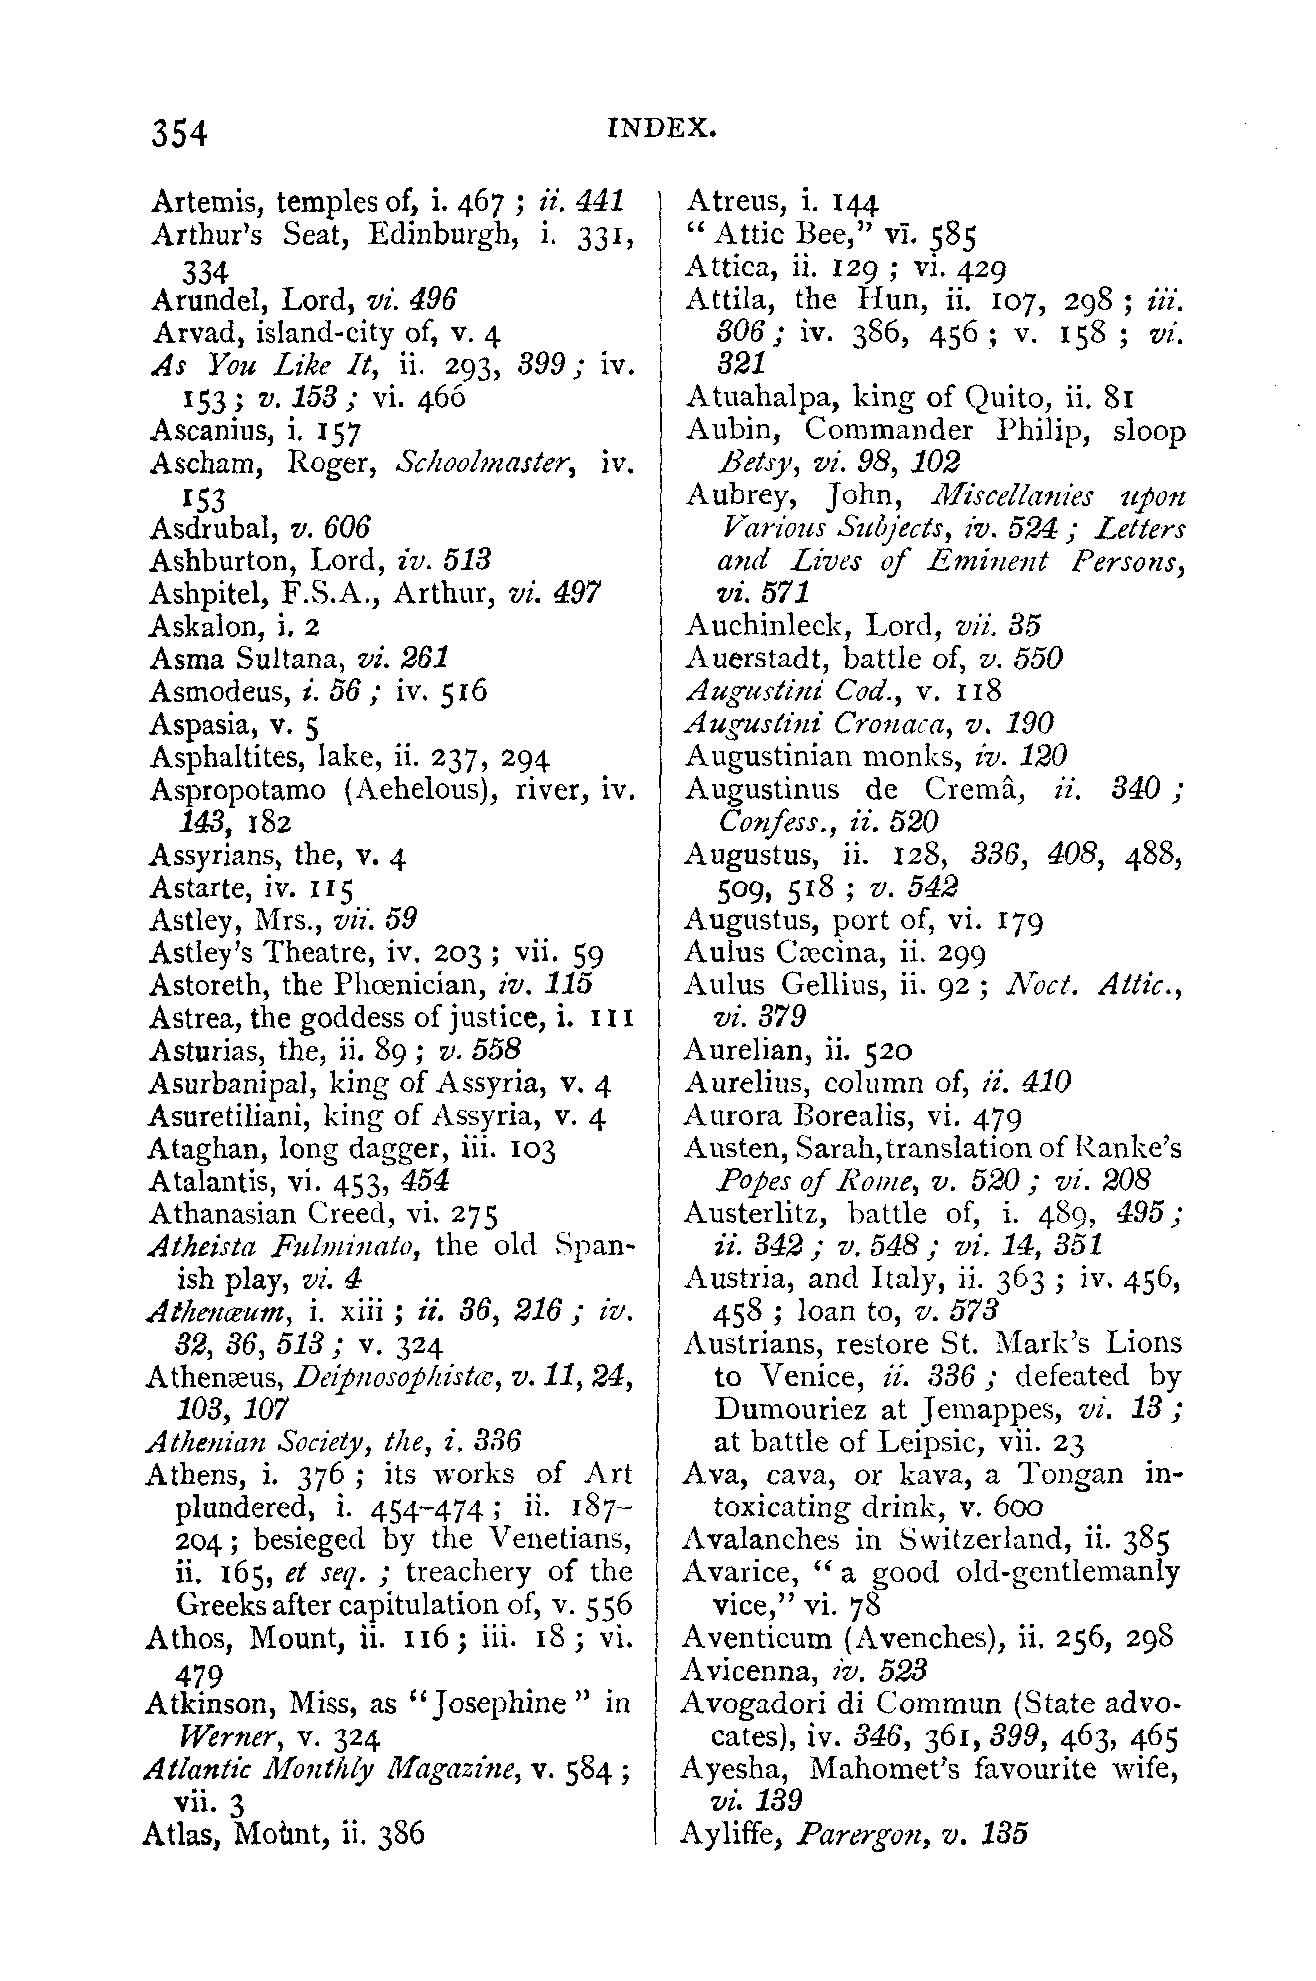 354 INDEX.
Artemis, temples of, i. 467 ; ii. 441
Arthur's Seat, Edinburgh, i. 331,
334
Arundel, Lord, vi. 496
Arvad, island-city of, v. 4
As You Like It, ii. 293, 399 ; iv.
153 ; v. 153 ; vi. 466
Ascanius, i. 157
Ascham, Roger, Schoolmaster, iv.
153
Asdrubal, v. 606
Ashburton, Lord, iv. 513
Ashpitel, F.S.A., Arthur, vi. 497
Askalon, i. 2
Asma Sultana, vi. 261
Asmodeus, i. 56 ; iv. 516
Aspasia, v. 5
Asphaltites, lake, ii. 237, 294
Aspropotamo (Aehelous), river, iv.
143, 182
Assyrians, the, v. 4
Astarte, iv. 115
Astley, Mrs., vii. 59
Astley's Theatre, iv. 203 ; vii. 59
Astoreth, the Phœnician, iv. 115
Astrea, the goddess of justice, i. 111
Asturias, the, ii. 89 ; v. 558
Asurbanipal, king of Assyria, v. 4
Asuretiliani, king of Assyria, v. 4
Ataghan, long dagger, iii. 103
Atalantis, vi. 453, 454
Athanasian Creed, vi. 275
Atheista Fulminato, the old Span-
ish play, vi. 4
Athenæum, i. xiii ; ii. 36, 216 ; iv.
32, 36, 513 ; v. 324
Athenæus, Deipnosophistæ, v. 11, 24,
103, 107
Athenian Society, the, i. 336
Athens, i. 376 ; its works of Art
plundered, i. 454-474 ; ii. 187-
204 ; besieged by the Venetians,
ii. 165, et seq. ; treachery of the
Greeks after capitulation of, v. 556
Athos, Mount, ii. 116 ; iii. 18 ; vi.
479
Atkinson, Miss, as "Josephine" in
Werner, v. 324
Atlantic Monthly Magazine, v. 584 ;
vii. 3
Atlas, Mount, ii. 386
Atreus, i. 144
"Attic Bee," vi. 585
Attica, ii. 129 ; vi. 429
Attila, the Hun, ii. 107, 298 ; iii.
306 ; iv. 386, 456 ; v. 158 ; vi.
321
Atuahalpa, king of Quito, ii. 81
Aubin, Commander Philip, sloop
Betsy, vi. 98, 102
Aubrey, John, Miscellanies upon
Various Subjects, iv. 524 ; Letters
and Lives of Eminent Persons,
vi. 571
Auchinleck, Lord, vii. 35
Auerstadt, battle of, v. 550
Augustini Cod., v. 118
Augustini Cronaca, v. 190
Augustinian monks, iv. 120
Augustinus de Cremâ, ii. 340 ;
Confess., ii. 520
Augustus, ii. 128, 336, 408, 488,
509, 518 ; v. 542
Augustus, port of, vi. 179
Aulus Cæcina, ii. 299
Aulus Gellius, ii. 92 ; Noct. Attic.,
vi. 379
Aurelian, ii. 520
Aurelius, column of, ii. 410
Aurora Borealis, vi. 479
Austen, Sarah, translation of Ranke's
Popes of Rome, v. 520 ; vi. 208
Austerlitz, battle of, i. 489, 495 ;
ii. 342 ; v. 548 ; vi. 14, 351
Austria, and Italy, ii. 363 ; iv. 456,
458 ; loan to, v. 573
Austrians, restore St. Mark's Lions
to Venice, ii. 336 ; defeated by
Dumouriez at Jemappes, vi. 13 ;
at battle of Leipsic, vii. 23
Ava, cava, or kava, a Tongan in-
toxicating drink, v. 600
Avalanches in Switzerland, ii. 385
Avarice, "a good old-gentlemanly
vice," vi. 78
Aventicum (Avenches), ii. 256, 298
Avicenna, iv. 523
Avogadori di Commun (State advo-
cates), iv. 346, 361, 399, 463, 465
Ayesha, Mahomet's favourite wife,
vi. 139
Ayliffe, Parergon, v. 135